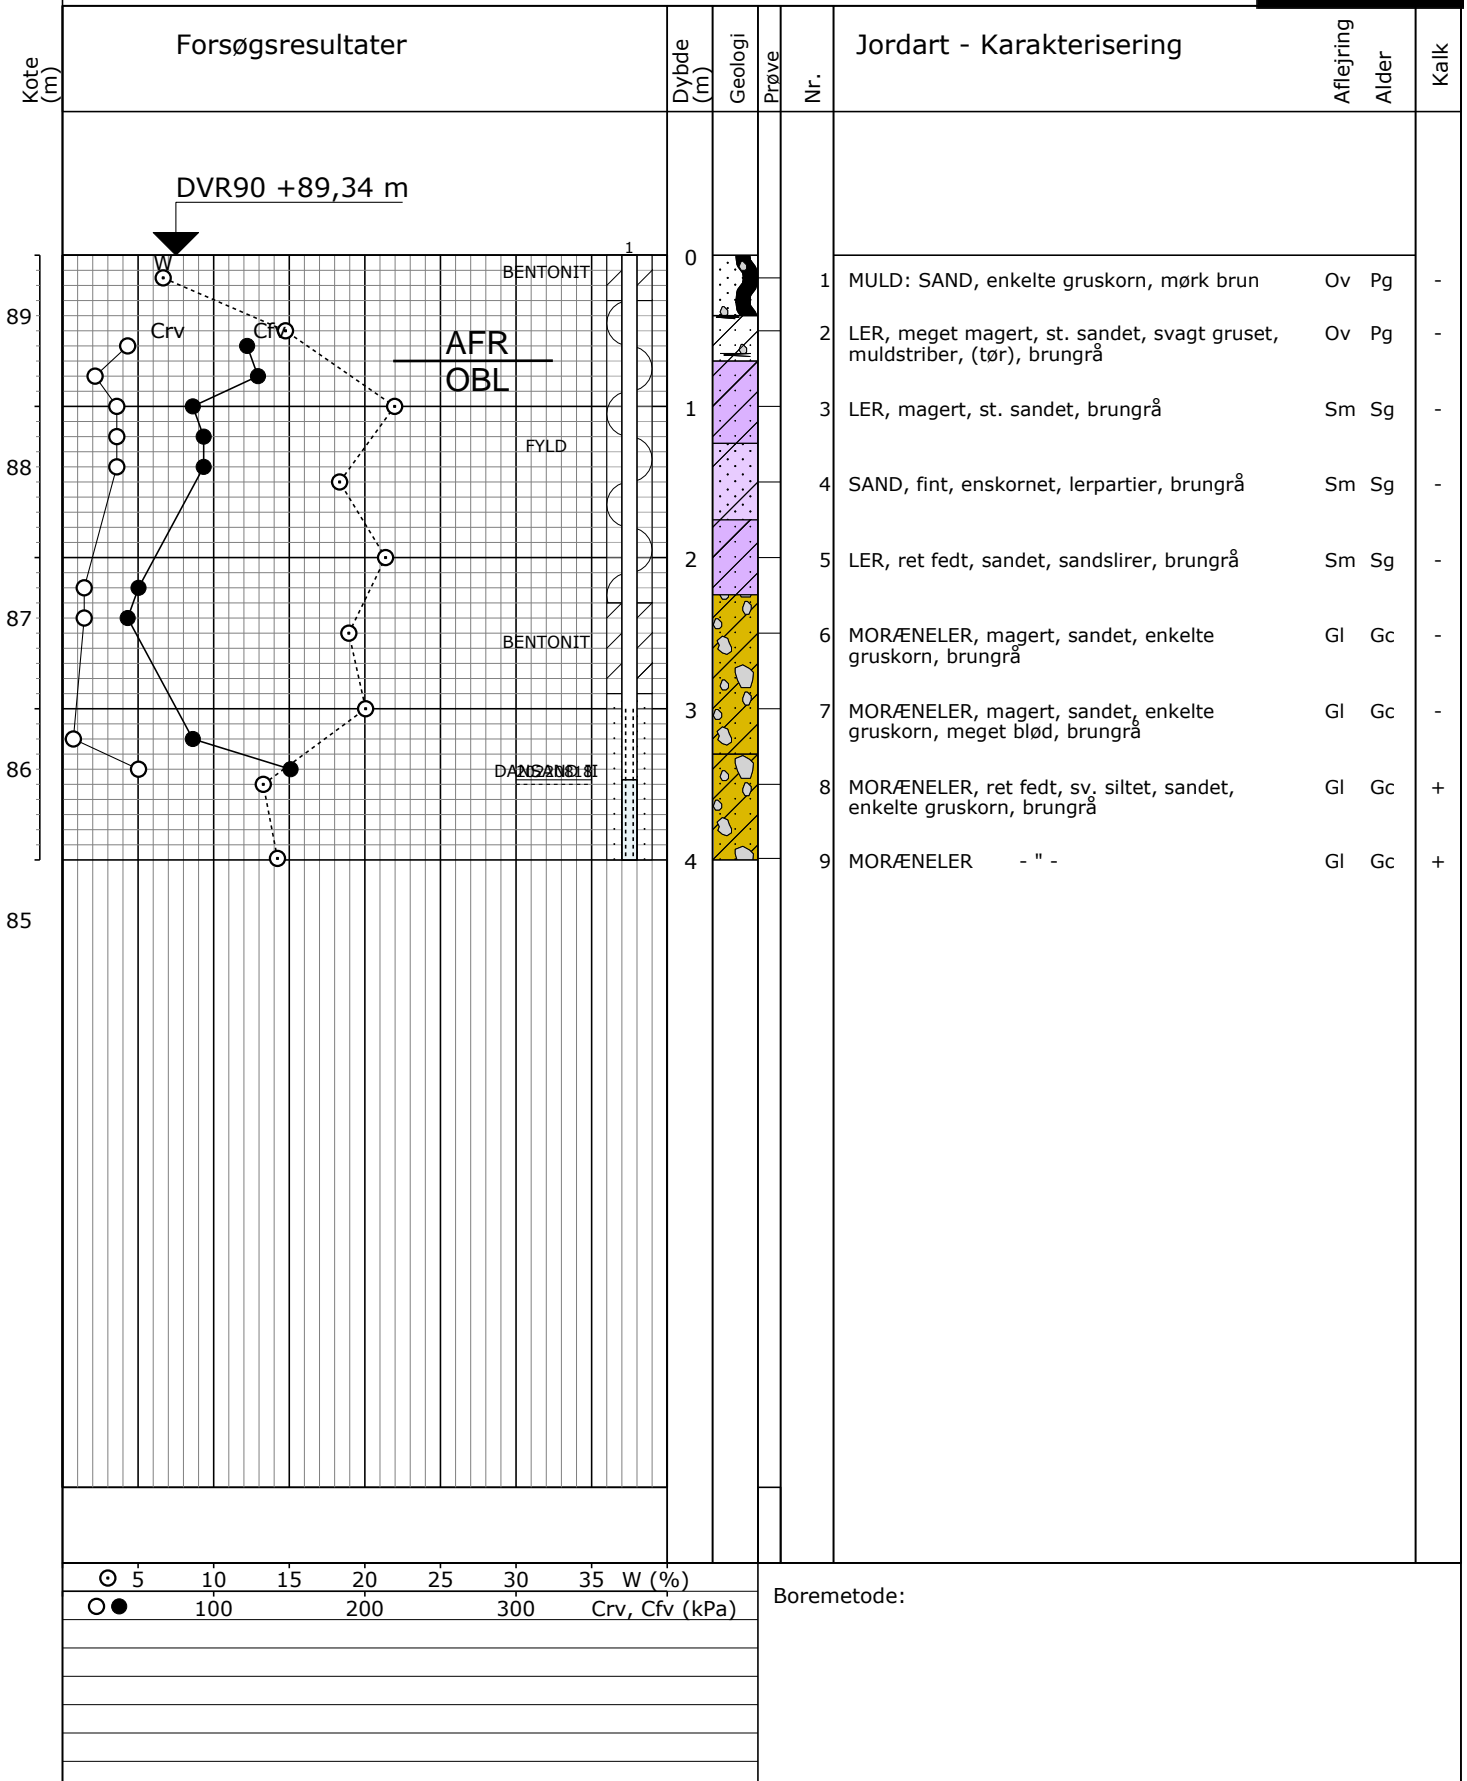 Forsøgsresultater
Kote (m)
Dybde (m)
Geologi
Prøve
Nr.
Jordart - Karakterisering
Aflejring
Alder
Kalk
DVR90 +89,34 m
1
W
BENTONIT
0
1 MULD: SAND, enkelte gruskorn, mørk brun Ov Pg -
89
Crv Cfv
AFR
OBL
2 LER, meget magert, st. sandet, svagt gruset, Ov Pg -
muldstriber, (tør), brungrå
1
3 LER, magert, st. sandet, brungrå Sm Sg -
FYLD
88
4 SAND, fint, enskornet, lerpartier, brungrå Sm Sg -
2
5 LER, ret fedt, sandet, sandslirer, brungrå Sm Sg -
87
BENTONIT
6 MORÆNELER, magert, sandet, enkelte Gl Gc -
gruskorn, brungrå
3
7 MORÆNELER, magert, sandet, enkelte Gl Gc -
gruskorn, meget blød, brungrå
86
8 MORÆNELER, ret fedt, sv. siltet, sandet, Gl Gc +
enkelte gruskorn, brungrå
4
9 MORÆNELER - " - Gl Gc +
85
5 10 15 20 25 30 35 W (%)
100 200 300 Crv, Cfv (kPa)
Boremetode: